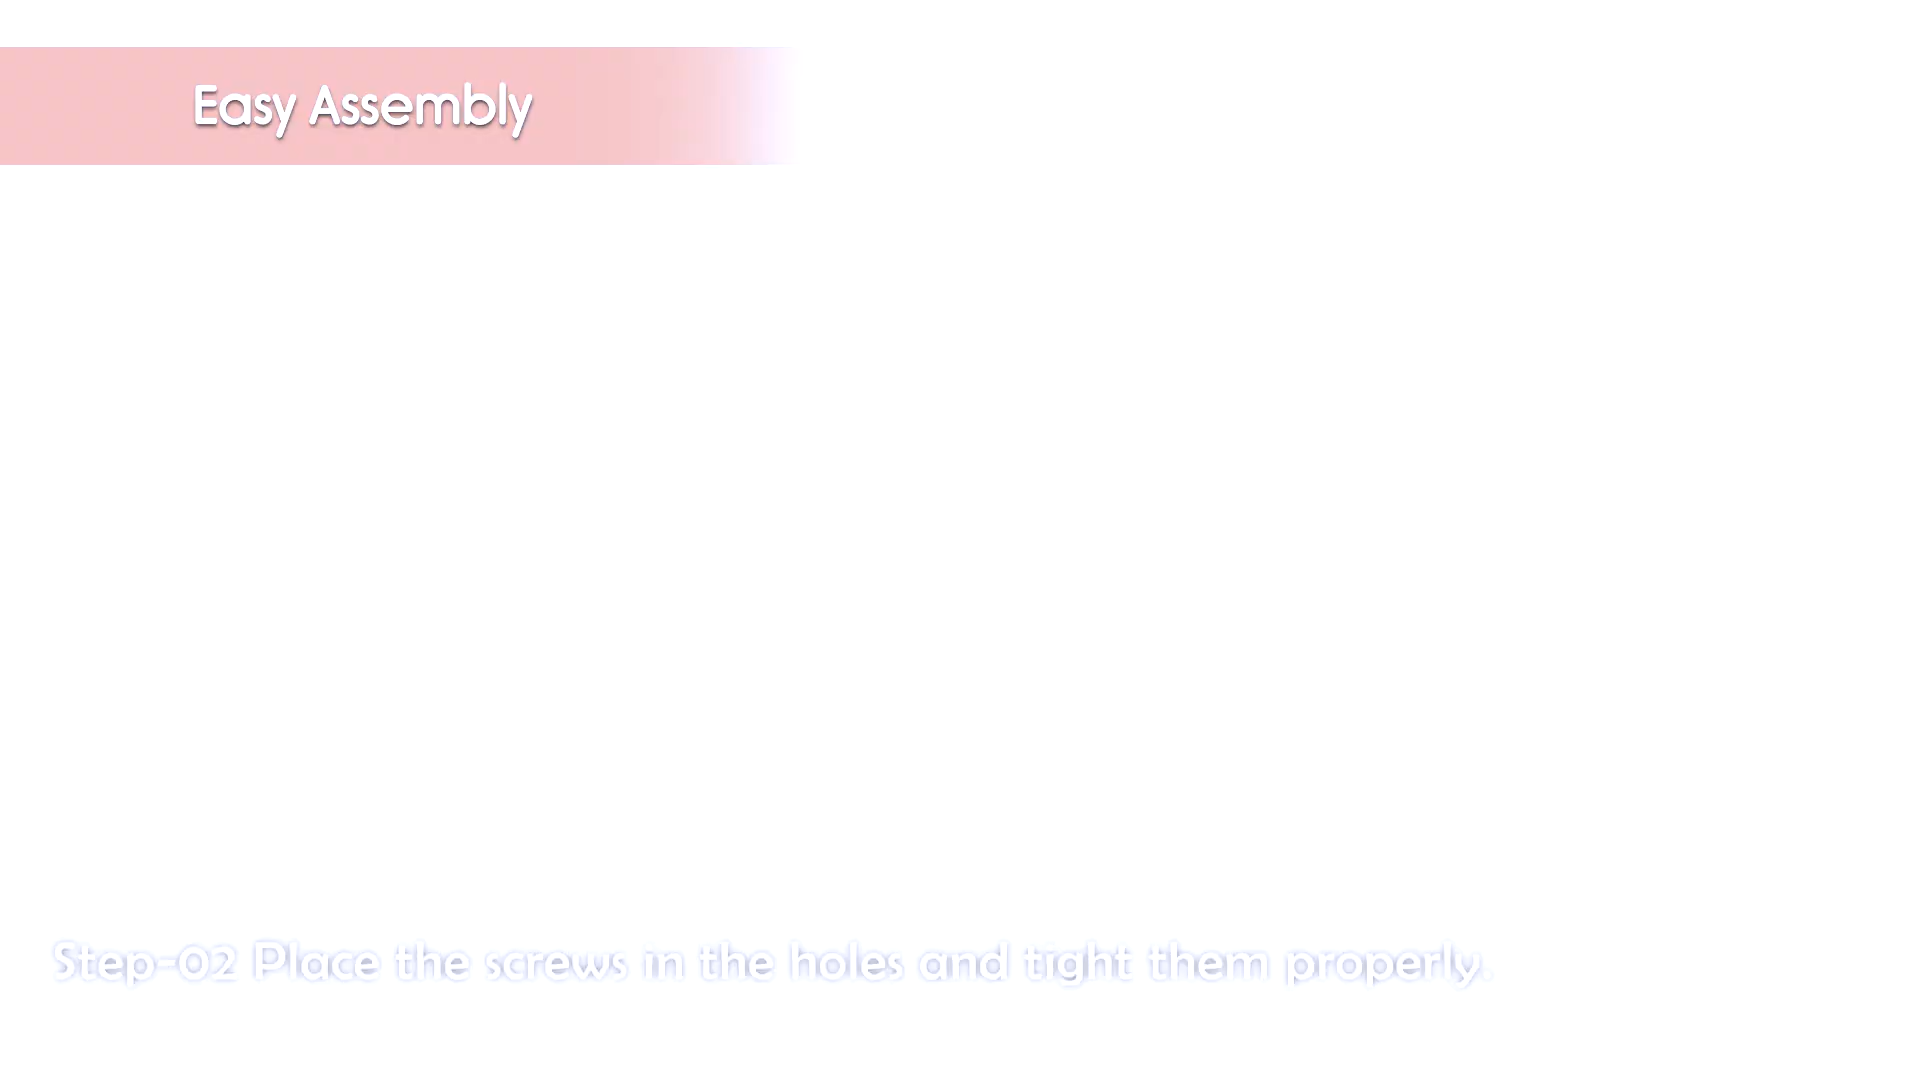 Easy Assembly
Step-02 Place the screws in the holes and tight them properly.